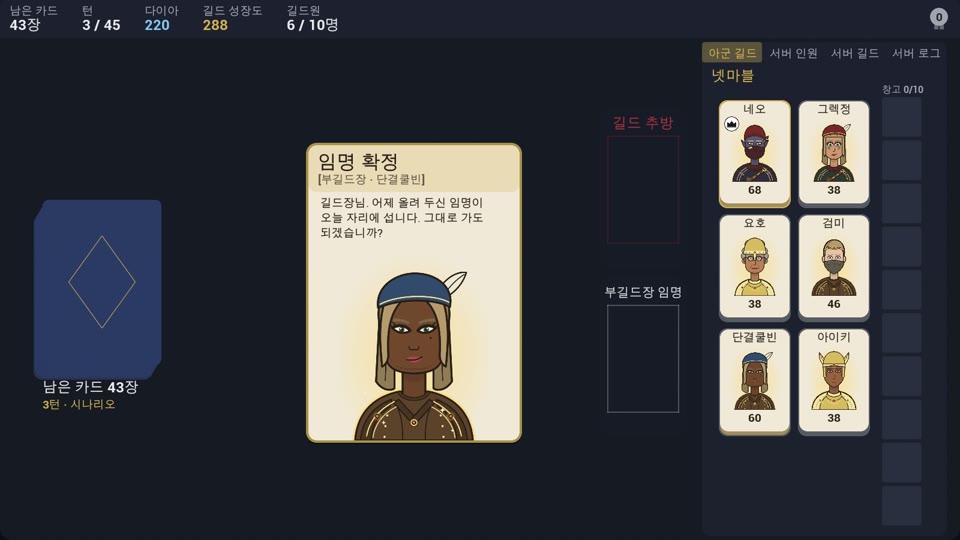 남은 카드
43장
턴
3 / 45
다이아
220
길드 성장도
288
길드원
6 / 10명
0
아군 길드
서버 인원
서버 길드
서버 로그
넷마블
창고 0/10
네오
68
그렉정
38
요호
38
검미
46
단결쿨빈
60
아이키
38
길드 추방
부길드장 임명
임명 확정
[부길드장 · 단결쿨빈]
길드장님. 어제 올려 두신 임명이
오늘 자리에 섭니다. 그대로 가도
되겠습니까?
남은 카드 43장
3턴 · 시나리오